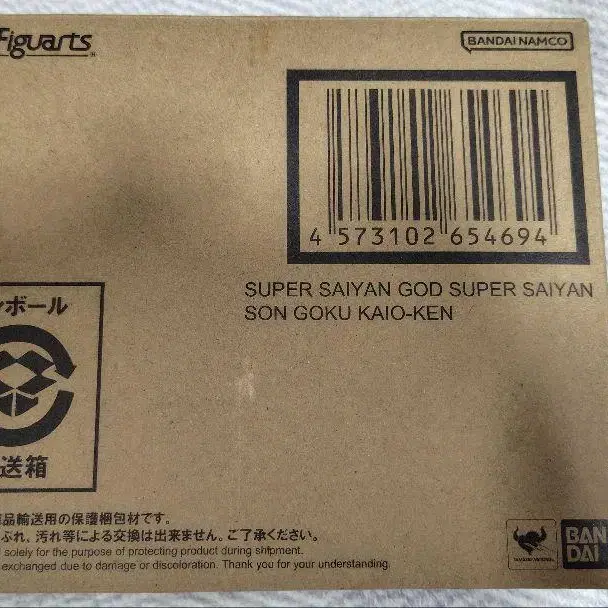 Figuarts
BANDAI NAMCO
4 573102 654694
SUPER SAIYAN GOD SUPER SAIYAN
SON GOKU KAIO-KEN
ボール
送箱
品輸送用の保護梱包材です。
ぶれ、汚れ等による交換は出来ません。ご了承ください。
solely for the purpose of protecting product during shipment.
exchanged due to damage or discoloration. Thank you for your understanding.
BAN
DAI